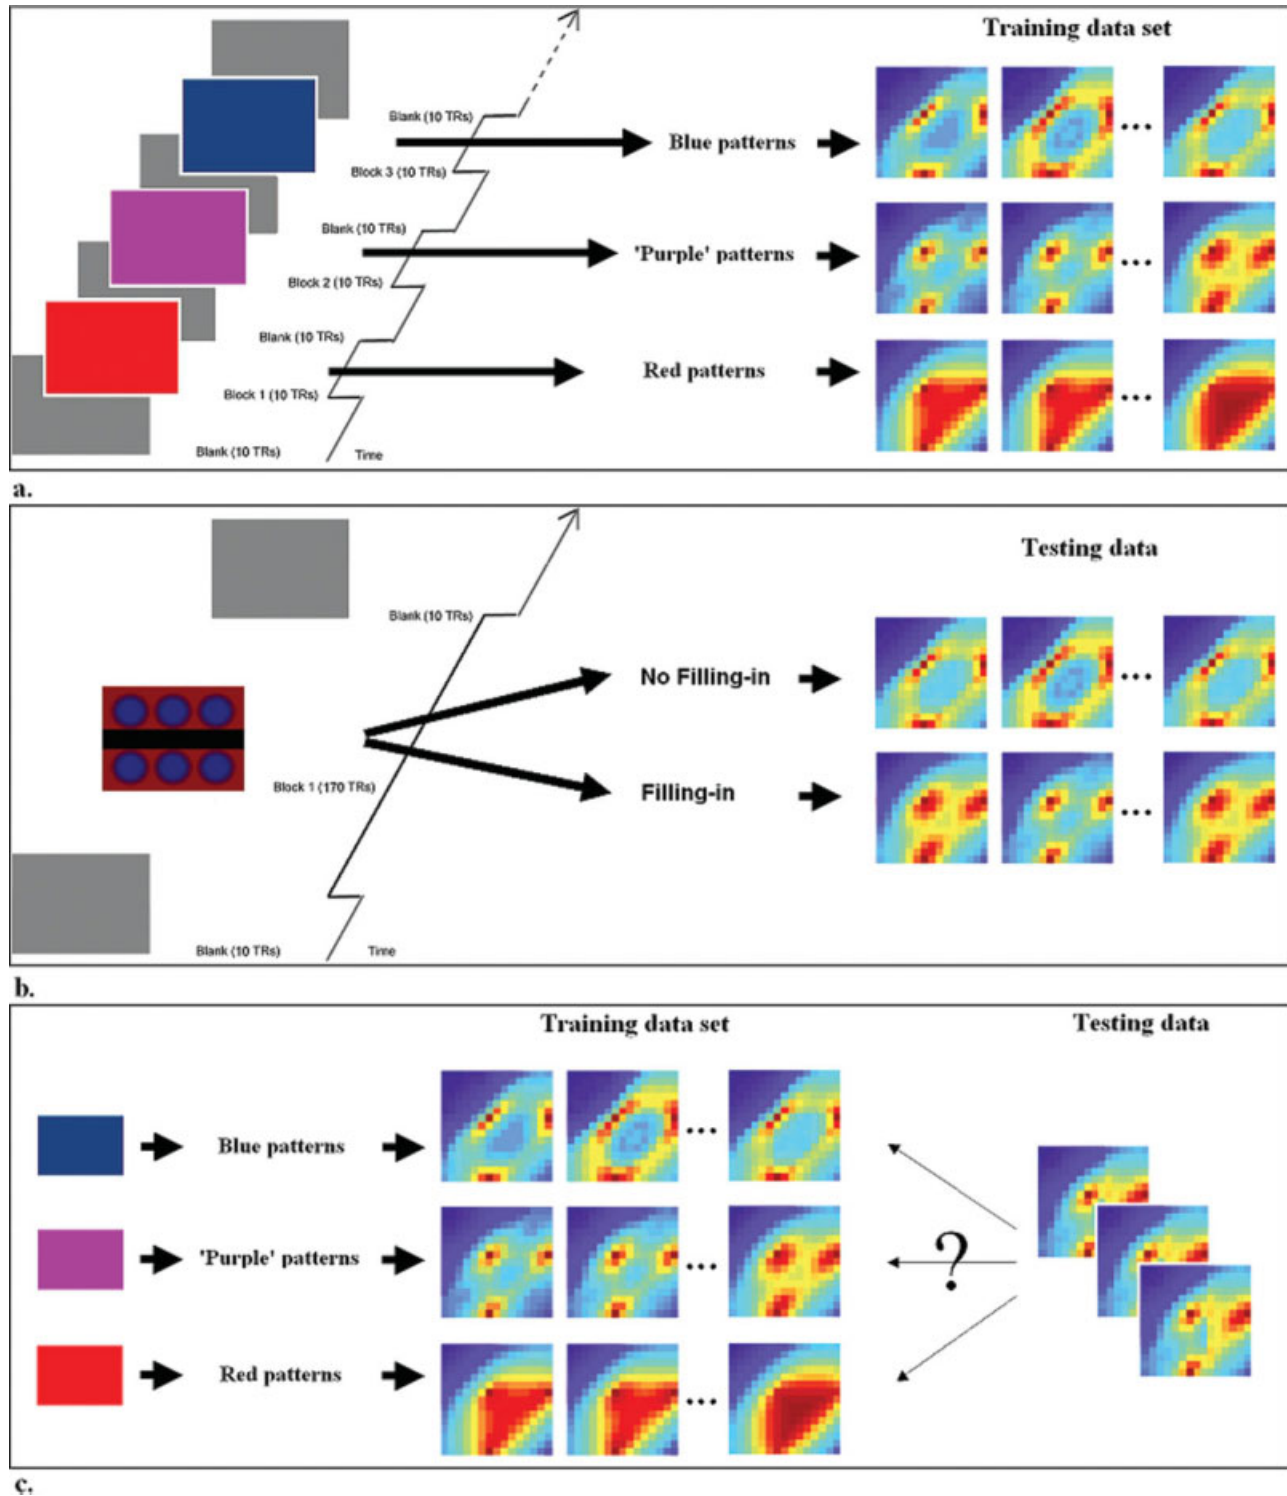 Training data set
Blank (10 TRs)
Blue patterns
...
Block 3 (10 TRs)
Blank (10 TRs)
'Purple' patterns
...
Block 2 (10 TRs)
Blank (10 TRs)
Red patterns
...
Block 1 (10 TRs)
Blank (10 TRs)
Time
a.
Testing data
Blank (10 TRs)
No Filling-in
...
Block 1 (170 TRs)
Filling-in
...
Blank (10 TRs)
Time
b.
Training data set
Testing data
Blue patterns
...
'Purple' patterns
...
?
Red patterns
...
ç.